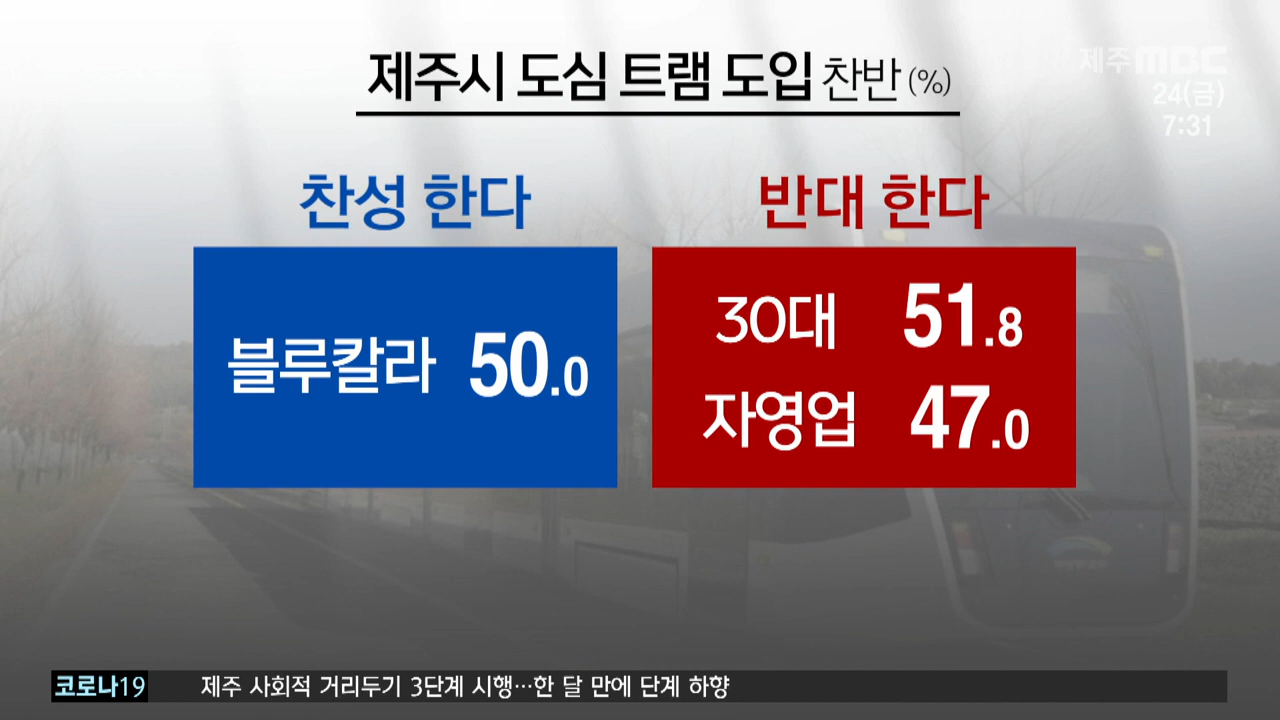 제주시 도심 트램 도입 찬반 (%)
제주MBC
24(금)
7:31
찬성 한다
블루칼라 50.0
반대 한다
30대 51.8
자영업 47.0
코로나19 제주 사회적 거리두기 3단계 시행...한 달 만에 단계 하향